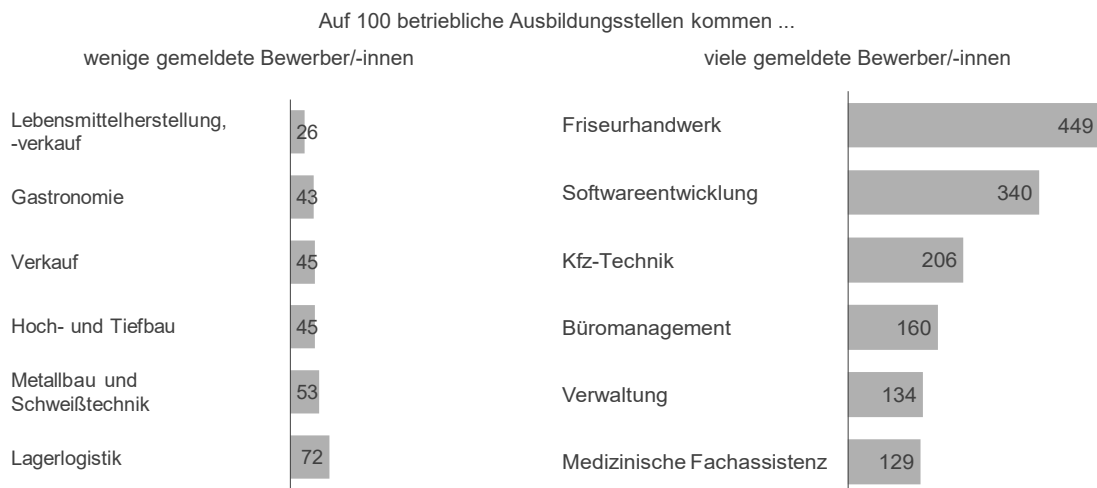 Auf 100 betriebliche Ausbildungsstellen kommen ...
wenige gemeldete Bewerber/-innen
Lebensmittelherstellung,
-verkauf
26
Gastronomie
43
Verkauf
45
Hoch- und Tiefbau
45
Metallbau und
Schweißtechnik
53
Lagerlogistik
72
viele gemeldete Bewerber/-innen
Friseurhandwerk
449
Softwareentwicklung
340
Kfz-Technik
206
Büromanagement
160
Verwaltung
134
Medizinische Fachassistenz
129